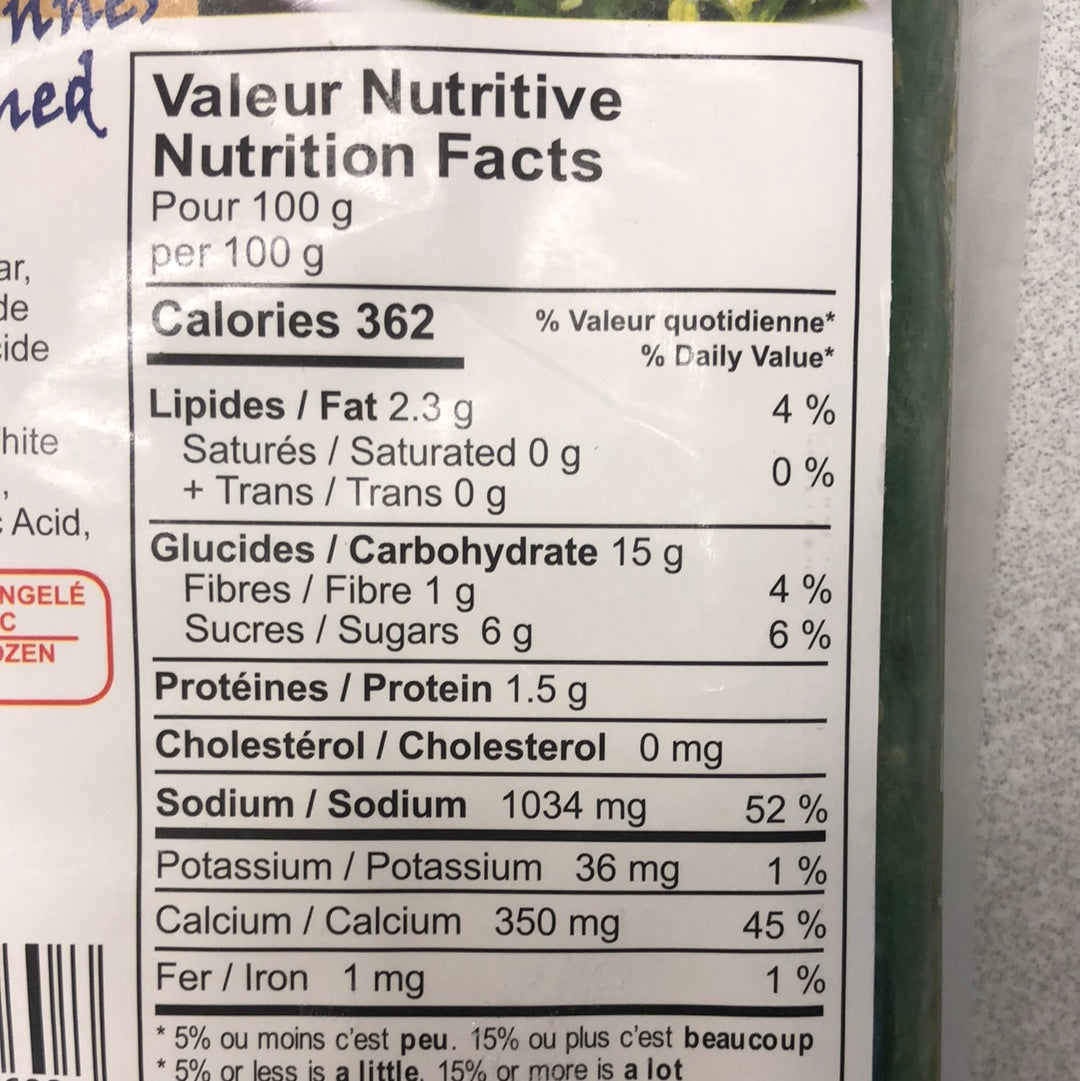 ned
Valeur Nutritive
Nutrition Facts
Pour 100 g
per 100 g
ar,
de
ide
hite
,
Acid,
NGELÉ
C
OZEN
Calories 362
% Valeur quotidienne*
% Daily Value*
Lipides / Fat 2.3 g 4 %
Saturés / Saturated 0 g
+ Trans / Trans 0 g 0 %
Glucides / Carbohydrate 15 g
Fibres / Fibre 1 g 4 %
Sucres / Sugars 6 g 6 %
Protéines / Protein 1.5 g
Cholestérol / Cholesterol 0 mg
Sodium / Sodium 1034 mg 52 %
Potassium / Potassium 36 mg 1 %
Calcium / Calcium 350 mg 45 %
Fer / Iron 1 mg 1 %
* 5% ou moins c'est peu. 15% ou plus c'est beaucoup
* 5% or less is a little. 15% or more is a lot